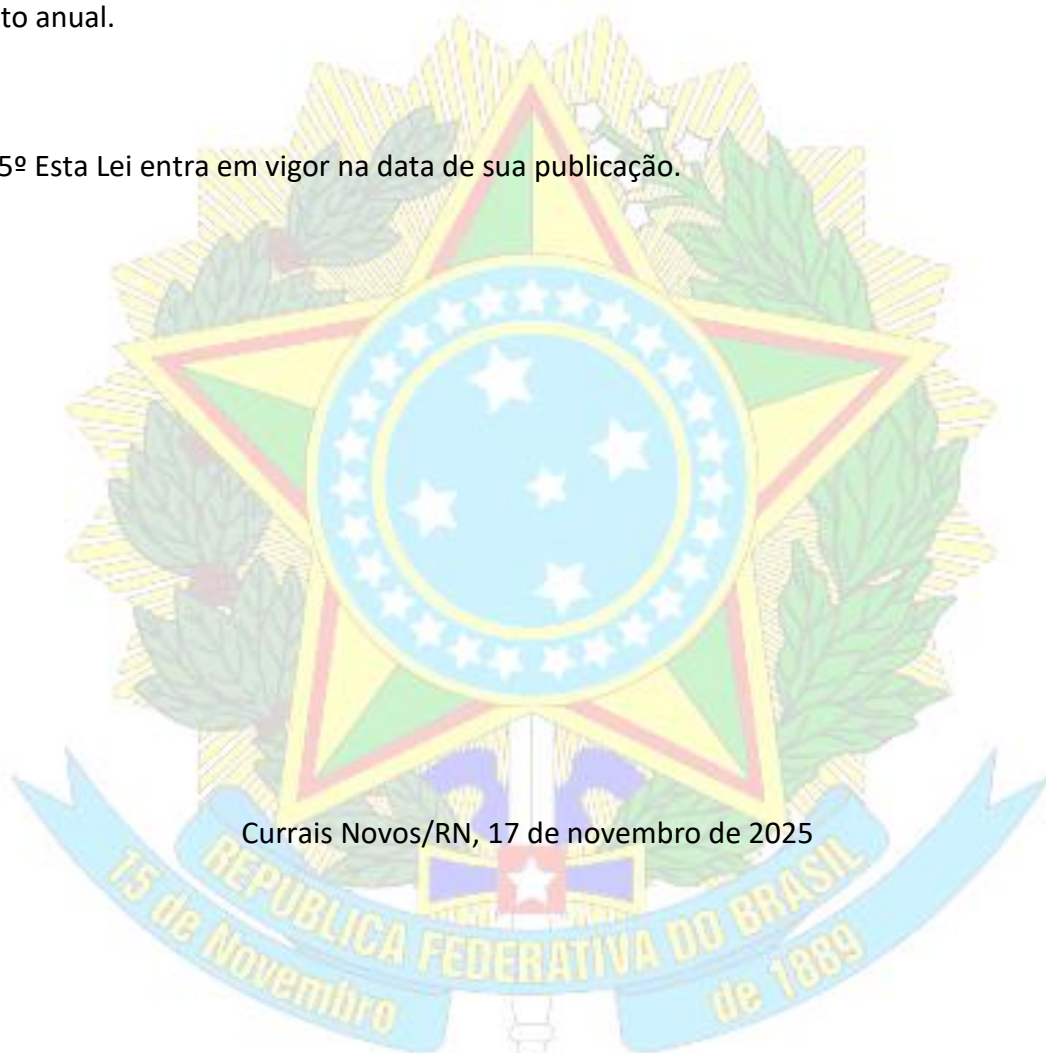 to anual.
5º Esta Lei entra em vigor na data de sua publicação.
Currais Novos/RN, 17 de novembro de 2025
REPUBLICA FEDERATIVA DO BRASIL
15 de Novembro
de 1889